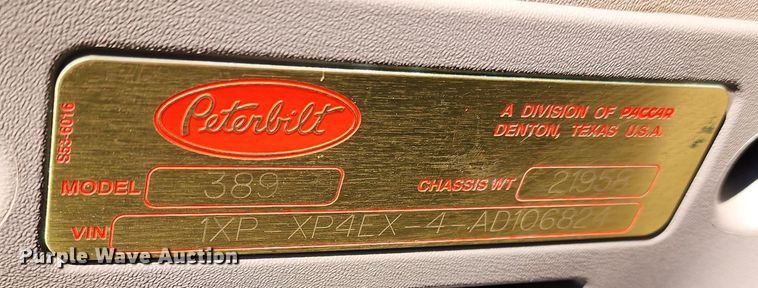 S53-6016
Peterbilt
A DIVISION OF PACCAR
DENTON, TEXAS U.S.A.
MODEL 389 CHASSIS WT 21956
VIN 1XP-XP4EX-4-AD106824
Purple Wave Auction